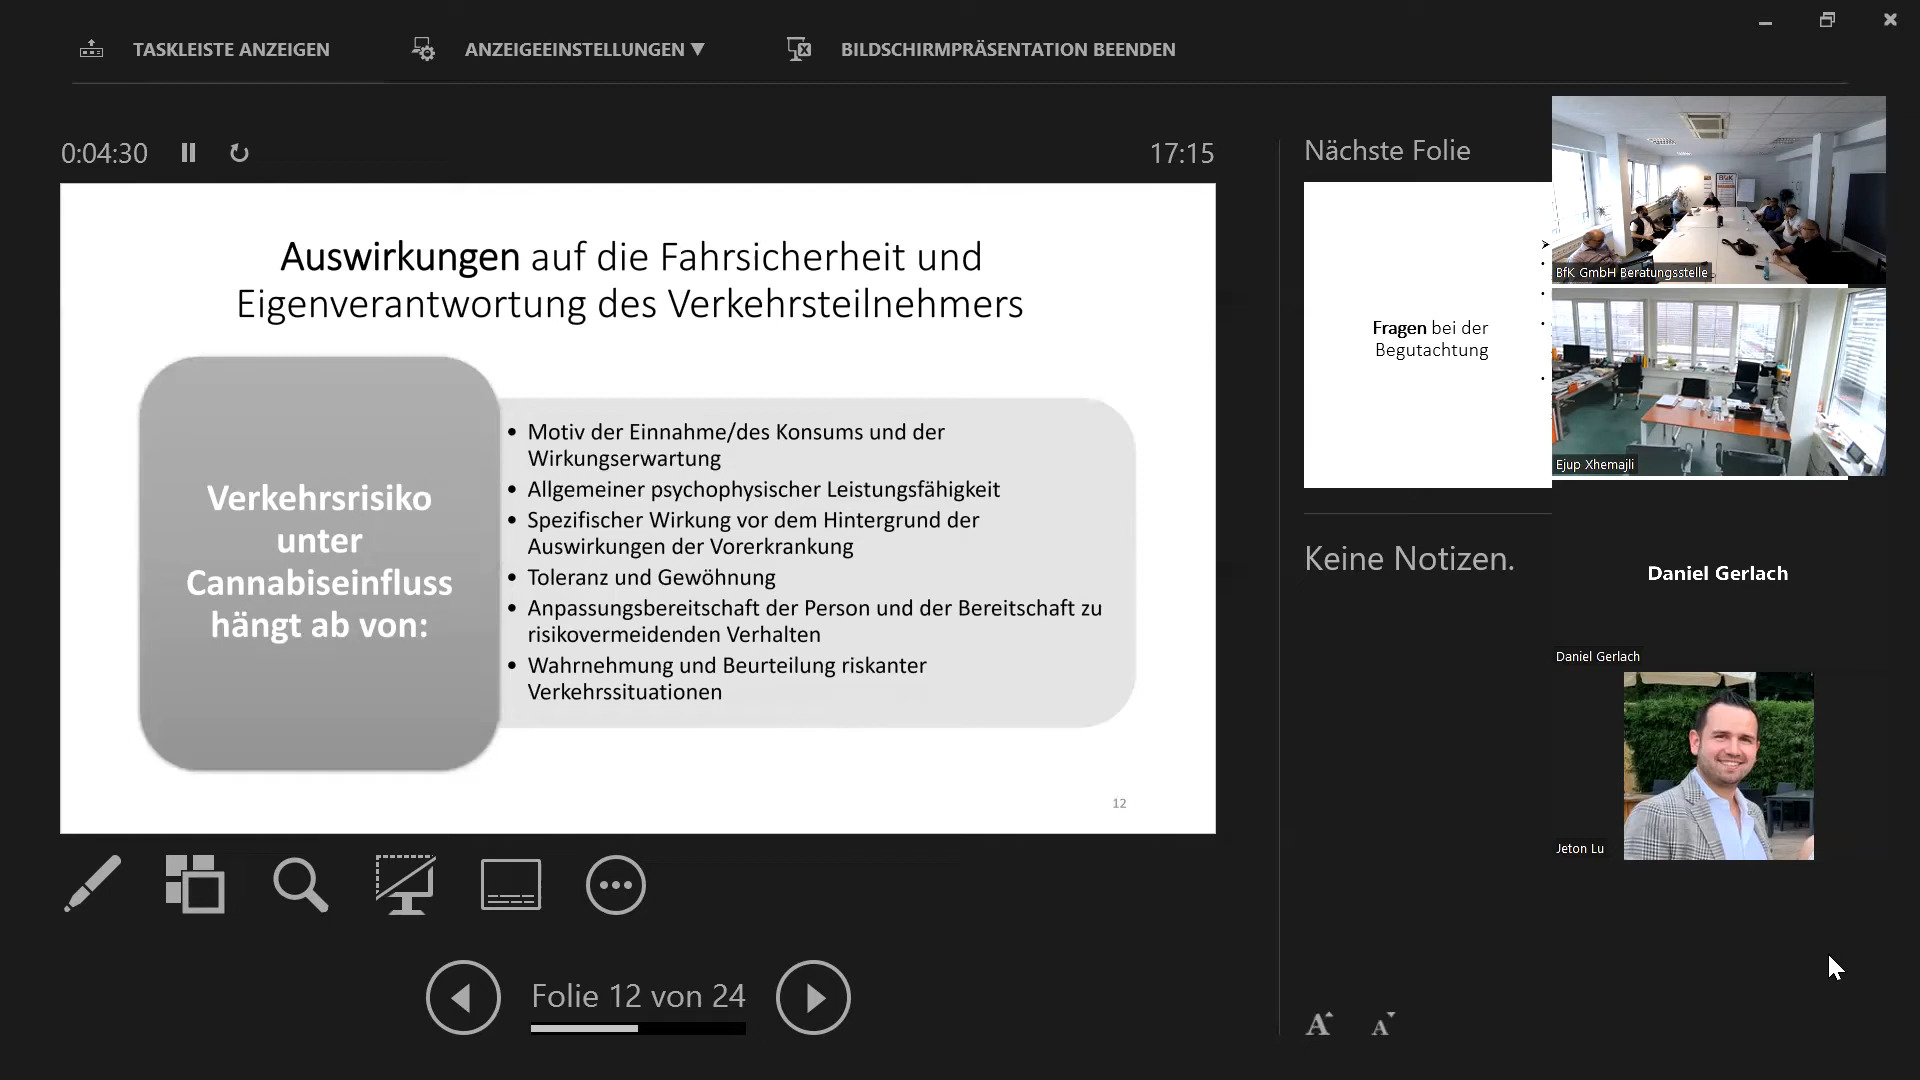 TASKLEISTE ANZEIGEN
ANZEIGEEINSTELLUNGEN ▼
BILDSCHIRMPRÄSENTATION BEENDEN
0:04:30
17:15
Auswirkungen auf die Fahrsicherheit und
Eigenverantwortung des Verkehrsteilnehmers
Verkehrsrisiko
unter
Cannabiseinfluss
hängt ab von:
• Motiv der Einnahme/des Konsums und der
Wirkungserwartung
• Allgemeiner psychophysischer Leistungsfähigkeit
• Spezifischer Wirkung vor dem Hintergrund der
Auswirkungen der Vorerkrankung
• Toleranz und Gewöhnung
• Anpassungsbereitschaft der Person und der Bereitschaft zu
risikovermeidenden Verhalten
• Wahrnehmung und Beurteilung riskanter
Verkehrssituationen
12
Folie 12 von 24
Nächste Folie
Fragen bei der
Begutachtung
Keine Notizen.
A A
BfK GmbH Beratungsstelle
Ejup Xhemajli
Daniel Gerlach
Daniel Gerlach
Jeton Lu